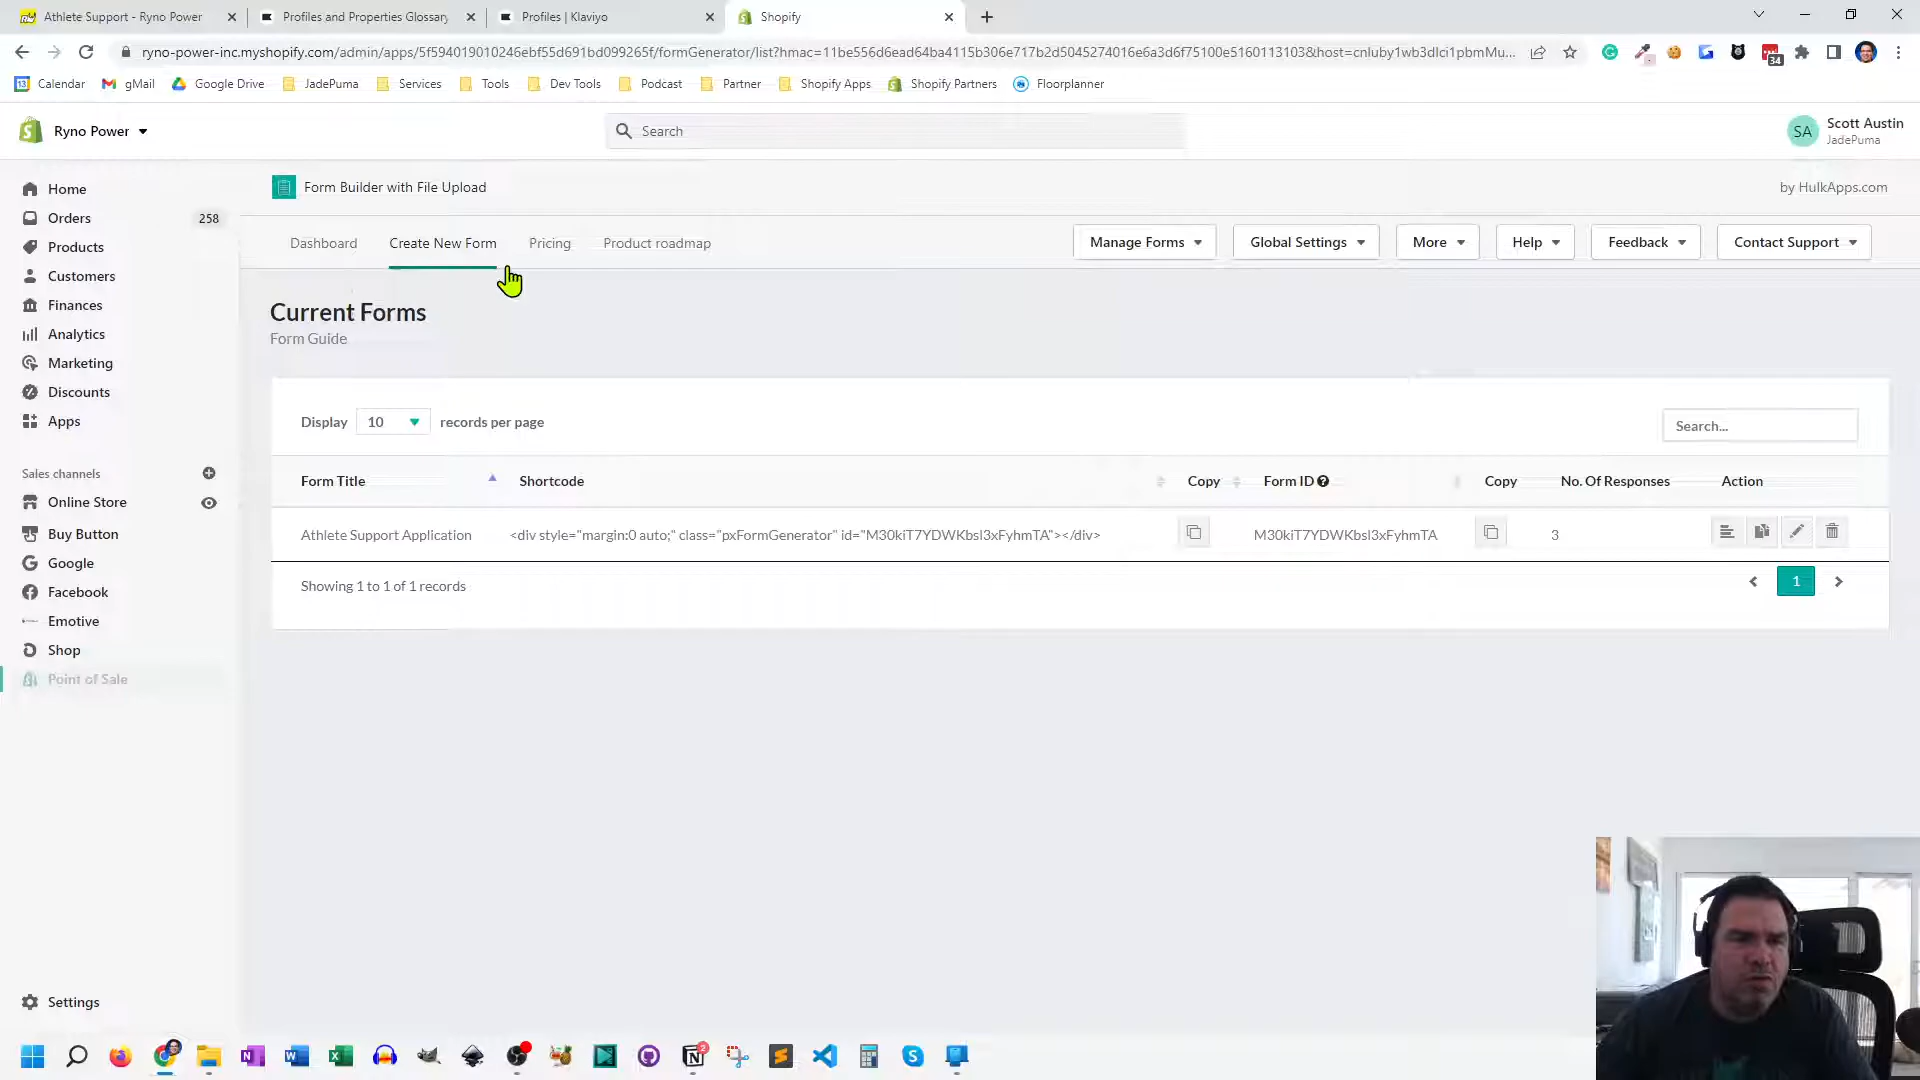 Athlete Support - Ryno Power
Profiles and Properties Glossary
Profiles | Klaviyo
Shopify
ryno-power-inc.myshopify.com/admin/apps/5f594019010246ebf55d691bd099265f/formGenerator/list?hmac=11be556d6ead64ba4115b306e717b2d5045274016e6a3d6f75100e5160113103&host=cnluby1wb3dlci1pbmMu...
34
Calendar
gMail
Google Drive
JadePuma
Services
Tools
Dev Tools
Podcast
Partner
Shopify Apps
Shopify Partners
Floorplanner
Ryno Power
Search
SA
Scott Austin
JadePuma
Home
Orders
258
Products
Customers
Finances
Analytics
Marketing
Discounts
Apps
Sales channels
Online Store
Buy Button
Google
Facebook
Emotive
Shop
Point of Sale
Settings
Form Builder with File Upload
by HulkApps.com
Dashboard
Create New Form
Pricing
Product roadmap
Manage Forms
Global Settings
More
Help
Feedback
Contact Support
Current Forms
Form Guide
Display 10 records per page
Search...
Form Title
Shortcode
Copy
Form ID
Copy
No. Of Responses
Action
Athlete Support Application
<div style="margin:0 auto;" class="pxFormGenerator" id="M30kiT7YDWKbsl3xFyhmTA"></div>
M30kiT7YDWKbsl3xFyhmTA
3
Showing 1 to 1 of 1 records
1